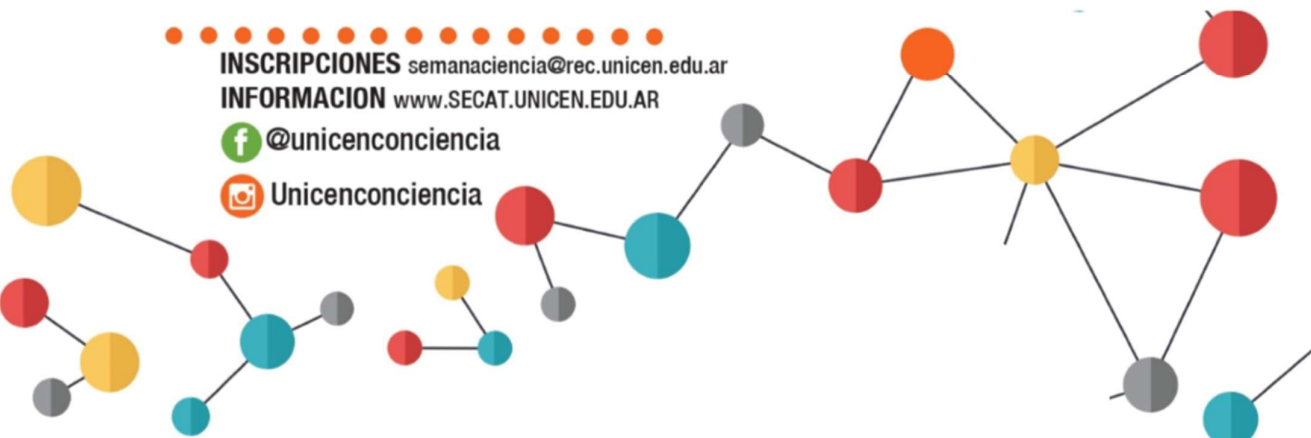 INSCRIPCIONES semanaciencia@rec.unicen.edu.ar
INFORMACION www.SECAT.UNICEN.EDU.AR
@unicenconciencia
Unicenconciencia